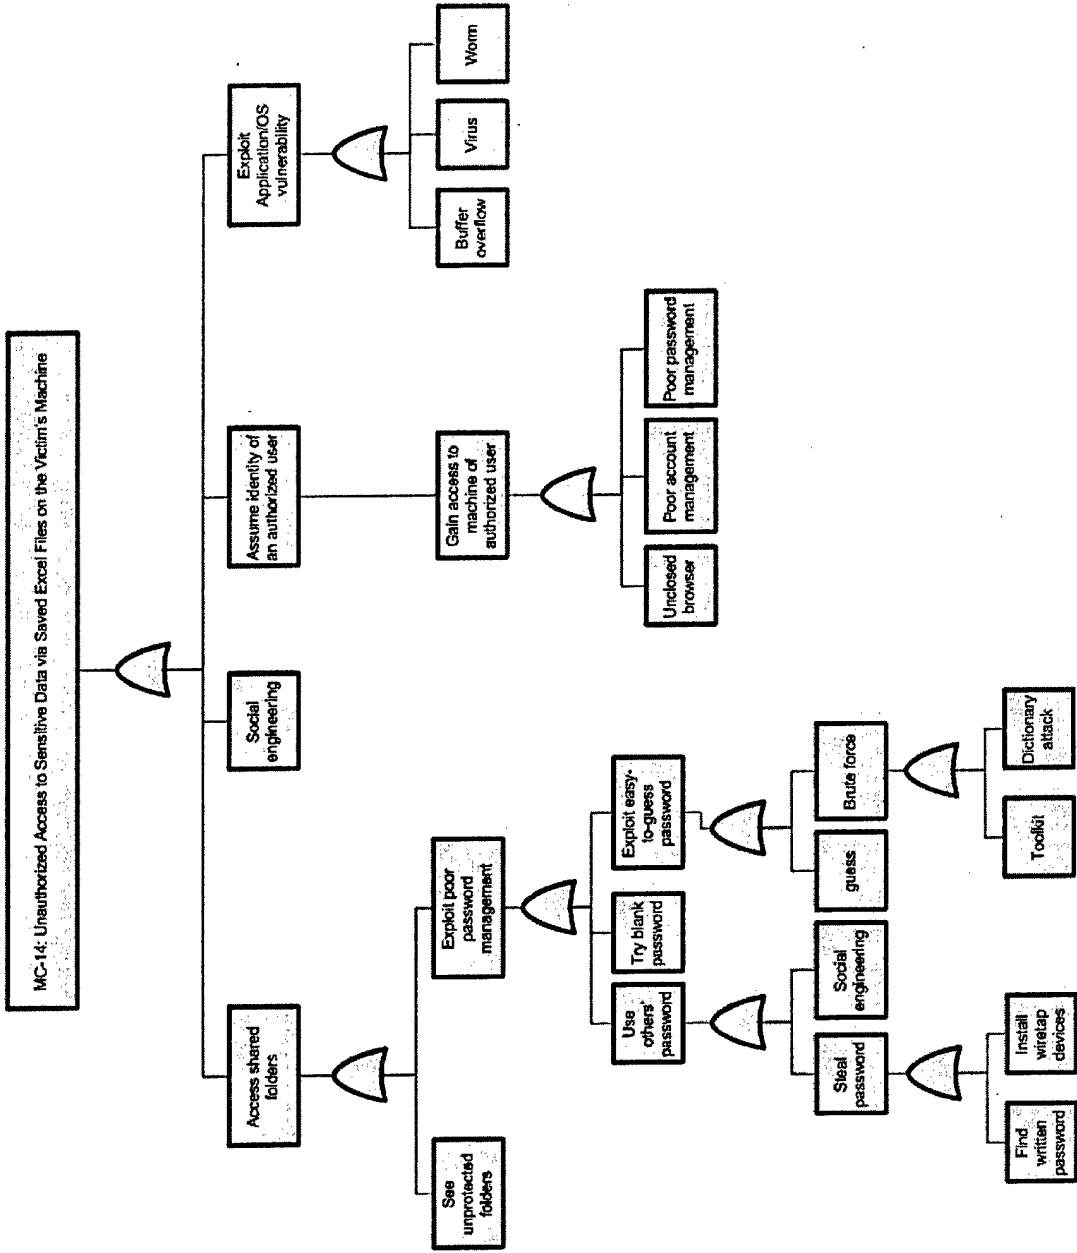 MC-14: Unauthorized Access to Sensitive Data via Saved Excel Files on the Victim's Machine
Access shared
folders
Social
engineering
Assume identity of
an authorized user
Exploit
Application/OS
vulnerability
See
unprotected
folders
Exploit poor
password
management
Gain access to
machine of
authorized user
Buffer
overflow
Virus
Worm
Use
others'
password
Try blank
password
Exploit easy-
to-guess
password
Unclosed
browser
Poor account
management
Poor password
management
Steal
password
Social
engineering
guess
Brute force
Find
written
password
Install
wiretap
devices
Toolkit
Dictionary
attack